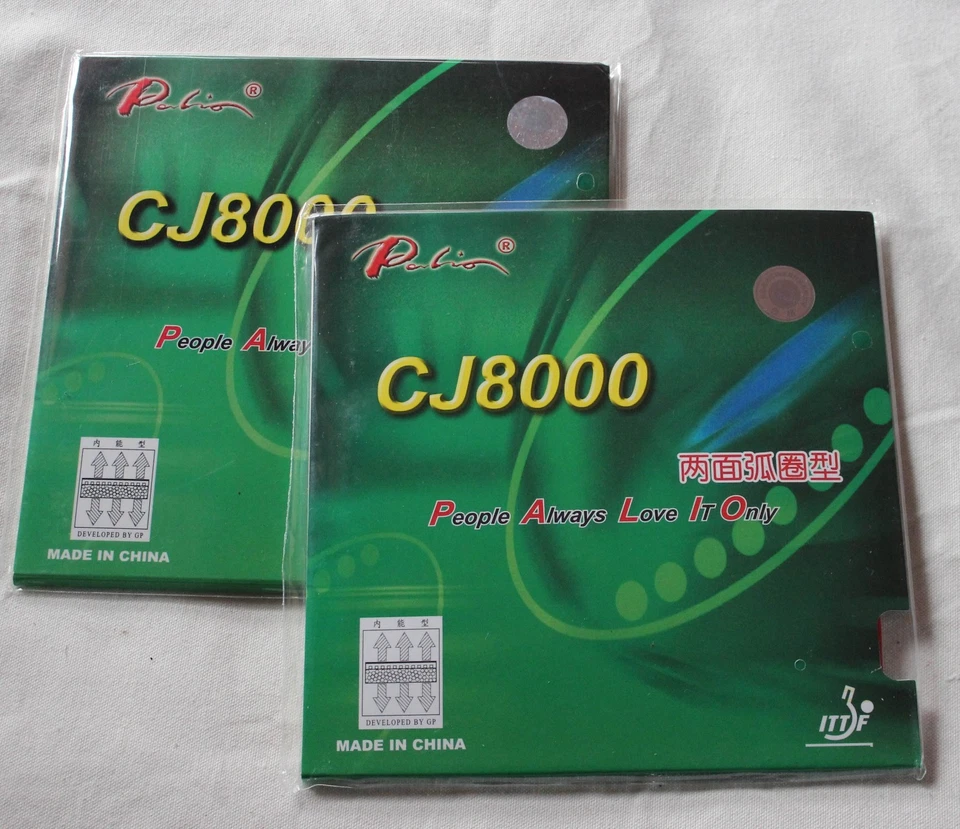 Palio®
CJ8000
People Alway
内能型
DEVELOPED BY GP
MADE IN CHINA
Palio®
CJ8000
两面弧圈型
People Always Love IT Only
内能型
DEVELOPED BY GP
MADE IN CHINA
ITTF